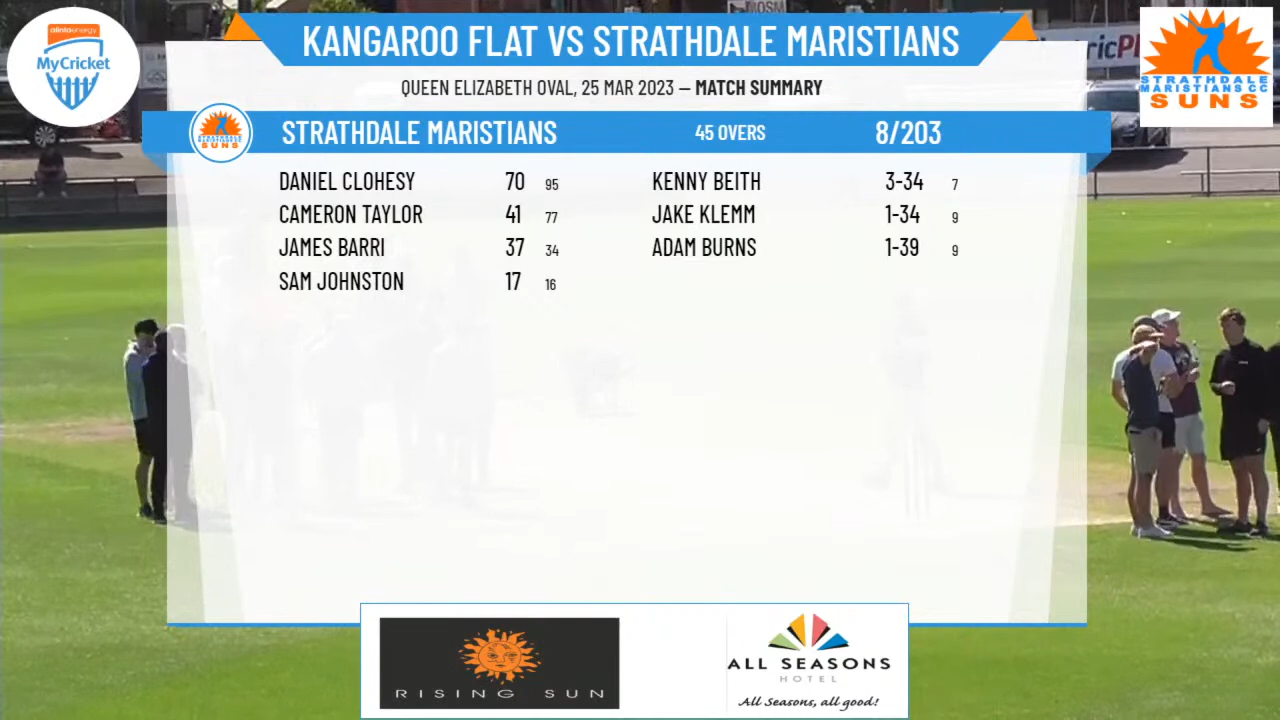 alintaenergy
MyCricket
KANGAROO FLAT VS STRATHDALE MARISTIANS
STRATHDALE
MARISTIANS CC
SUNS
QUEEN ELIZABETH OVAL, 25 MAR 2023 – MATCH SUMMARY
STRATHDALE MARISTIANS 45 OVERS 8/203
DANIEL CLOHESY 70 95 KENNY BEITH 3-34 7
CAMERON TAYLOR 41 77 JAKE KLEMM 1-34 9
JAMES BARRI 37 34 ADAM BURNS 1-39 9
SAM JOHNSTON 17 16
RISING SUN
ALL SEASONS
HOTEL
All Seasons, all good!